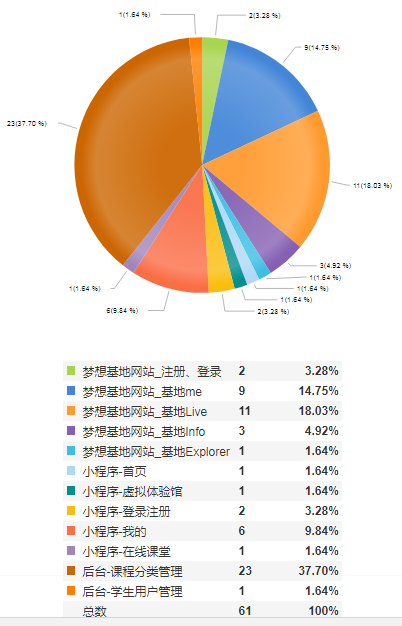 1(1.64 %)
2(3.28 %)
9(14.75 %)
23(37.70 %)
11(18.03 %)
3(4.92 %)
1(1.64 %)
1(1.64 %)
1(1.64 %)
1(1.64 %)
6(9.84 %)
2(3.28 %)
梦想基地网站_注册、登录 2 3.28%
梦想基地网站_基地me 9 14.75%
梦想基地网站_基地Live 11 18.03%
梦想基地网站_基地Info 3 4.92%
梦想基地网站_基地Explorer 1 1.64%
小程序-首页 1 1.64%
小程序-虚拟体验馆 1 1.64%
小程序-登录注册 2 3.28%
小程序-我的 6 9.84%
小程序-在线课堂 1 1.64%
后台-课程分类管理 23 37.70%
后台-学生用户管理 1 1.64%
总数 61 100%